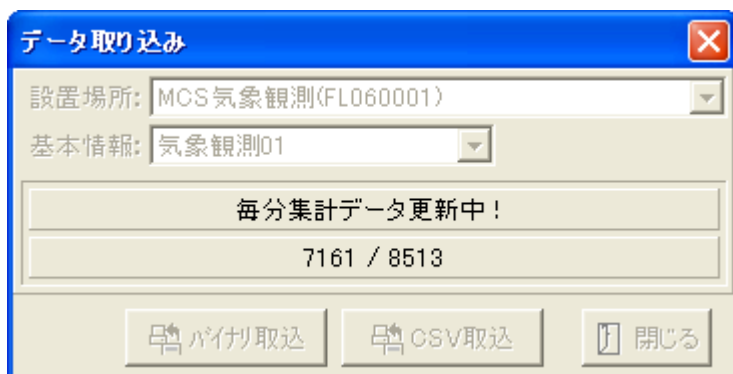 データ取り込み
設置場所: MCS気象観測(FL060001)
基本情報: 気象観測01
毎分集計データ更新中！
7161 / 8513
バイナリ取込 CSV取込 閉じる